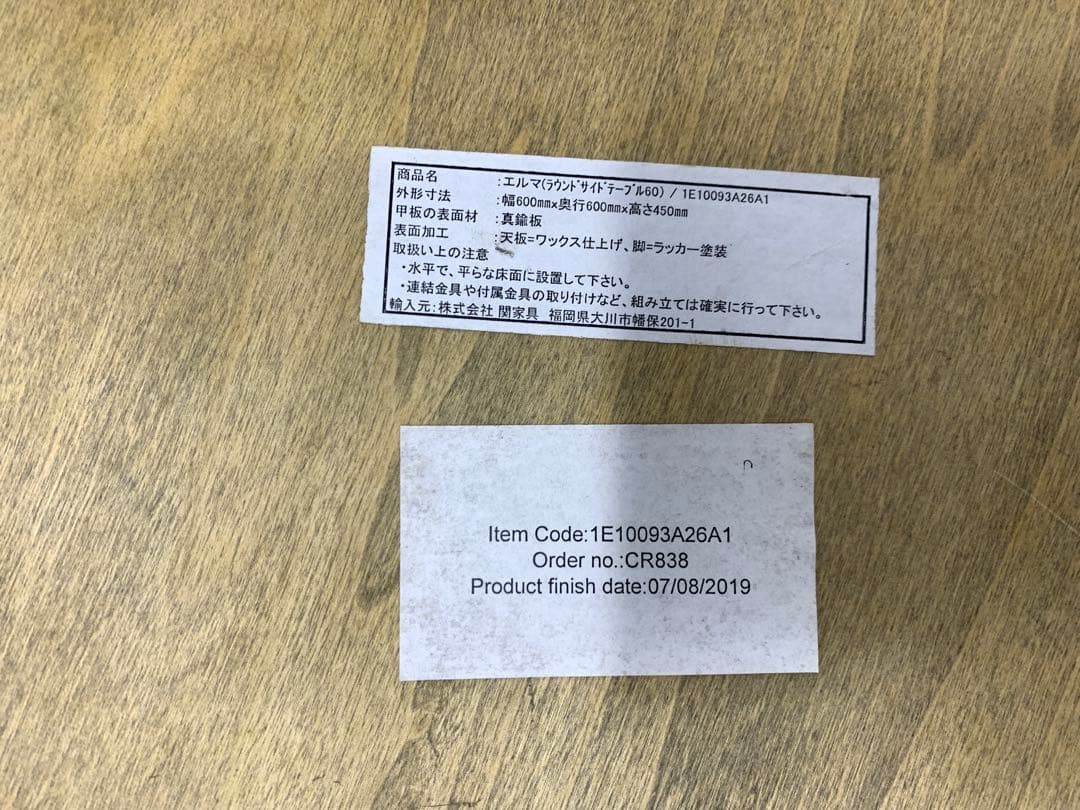 商品名 :エルマ(ﾗｳﾝﾄﾞｻｲﾄﾞﾃｰﾌﾞﾙ60) / 1E10093A26A1
外形寸法 :幅600㎜x奥行600㎜x高さ450㎜
甲板の表面材 :真鍮板
表面加工 :天板=ワックス仕上げ、脚=ラッカー塗装
取扱い上の注意
・水平で、平らな床面に設置して下さい。
・連結金具や付属金具の取り付けなど、組み立ては確実に行って下さい。
輸入元:株式会社 関家具 福岡県大川市幡保201-1
Item Code:1E10093A26A1
Order no.:CR838
Product finish date:07/08/2019